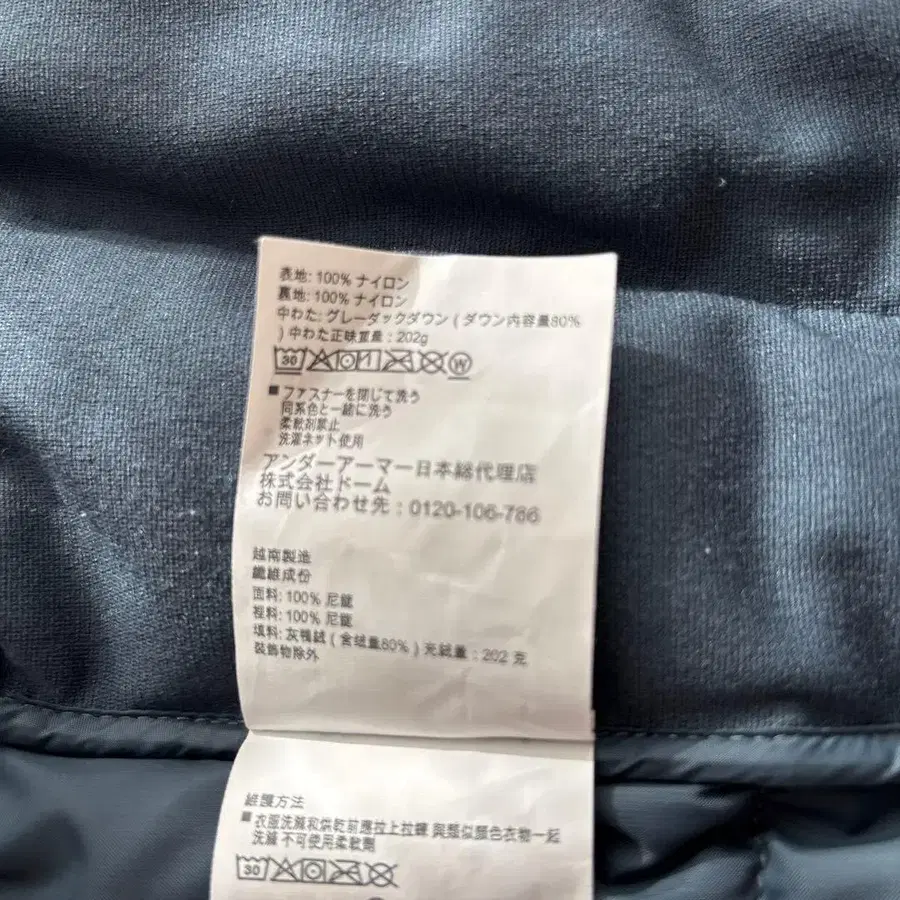 表地: 100% ナイロン
裏地: 100% ナイロン
中わた: グレーダックダウン ( ダウン内容量80%
) 中わた正味重量 : 202g
30 W
■ファスナーを閉じて洗う
同系色と一緒に洗う
柔軟剤禁止
洗濯ネット使用
アンダーアーマー日本総代理店
株式会社ドーム
お問い合わせ先 : 0120-106-786
越南製造
纖維成份
面料: 100% 尼龍
裡料: 100% 尼龍
填料: 灰鴨絨 ( 含絨量80% ) 充絨量 : 202 克
裝飾物除外
維護方法
■衣服洗滌和烘乾前應拉上拉鏈 與類似顏色衣物一起
洗滌 不可使用柔軟劑
30